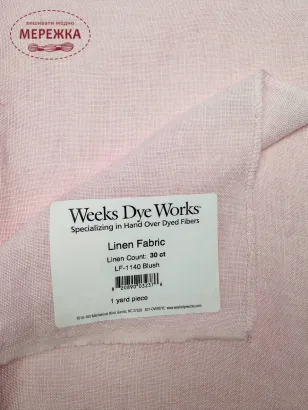 вишивати модно
МЕРЕЖКА
Weeks Dye Works
Specializing in Hand Over Dyed Fibers
Linen Fabric
Linen Count: 30 ct
LF-1140 Blush
1 yard piece